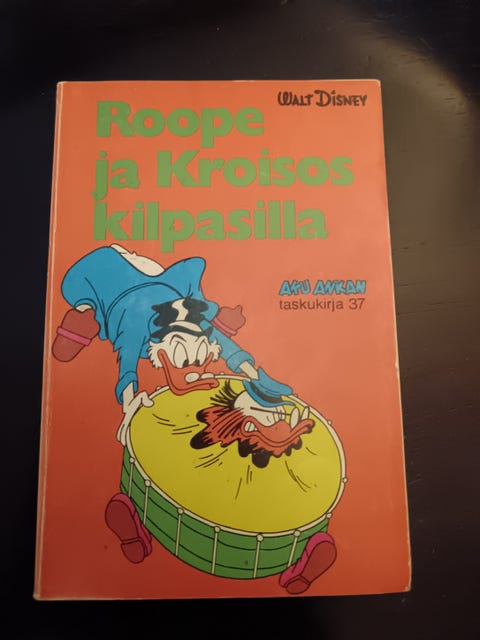 WALT DISNEY
Roope
ja Kroisos
kilpasilla
AKU ANKAN
taskukirja 37